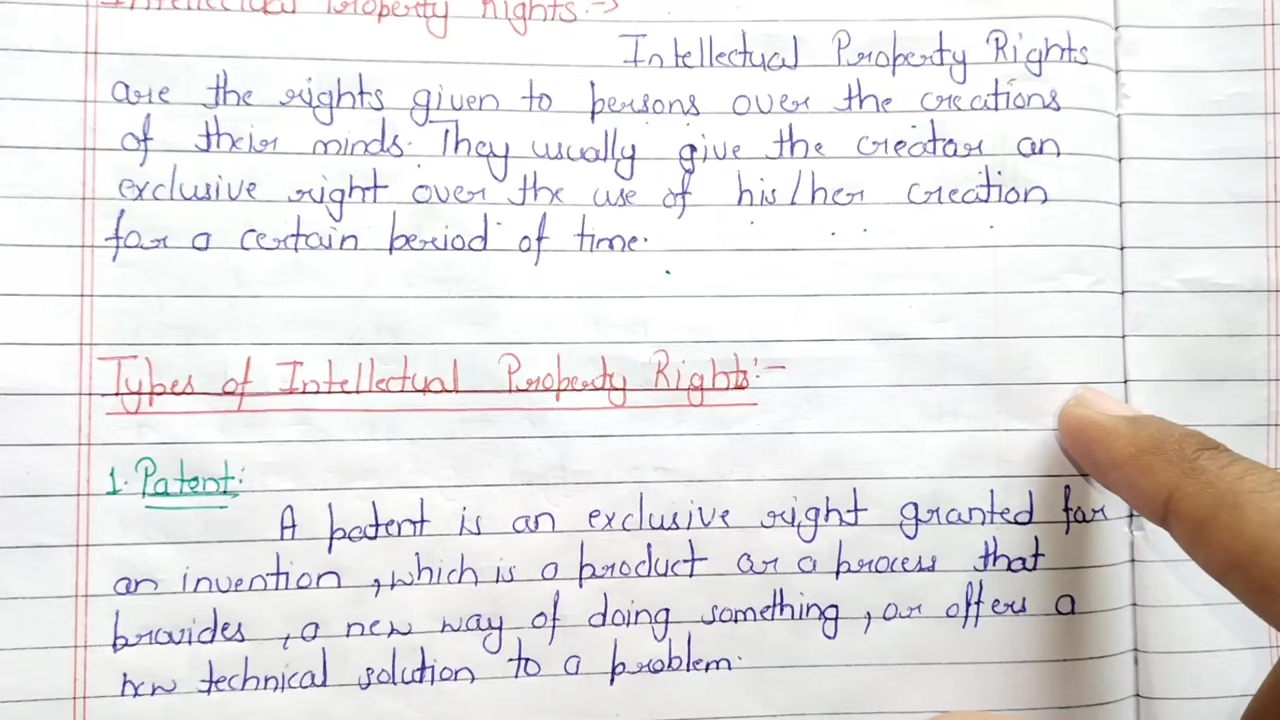 Intellectual Property Rights :->
Intellectual Property Rights
are the rights given to persons over the creations
of their minds. They usually give the creator an
exclusive right over the use of his/her creation
for a certain period of time.
Types of Intellectual Property Rights:-
1. Patent:
A patent is an exclusive right granted for
an invention, which is a product or a process that
provides, a new way of doing something, or offers a
new technical solution to a problem.